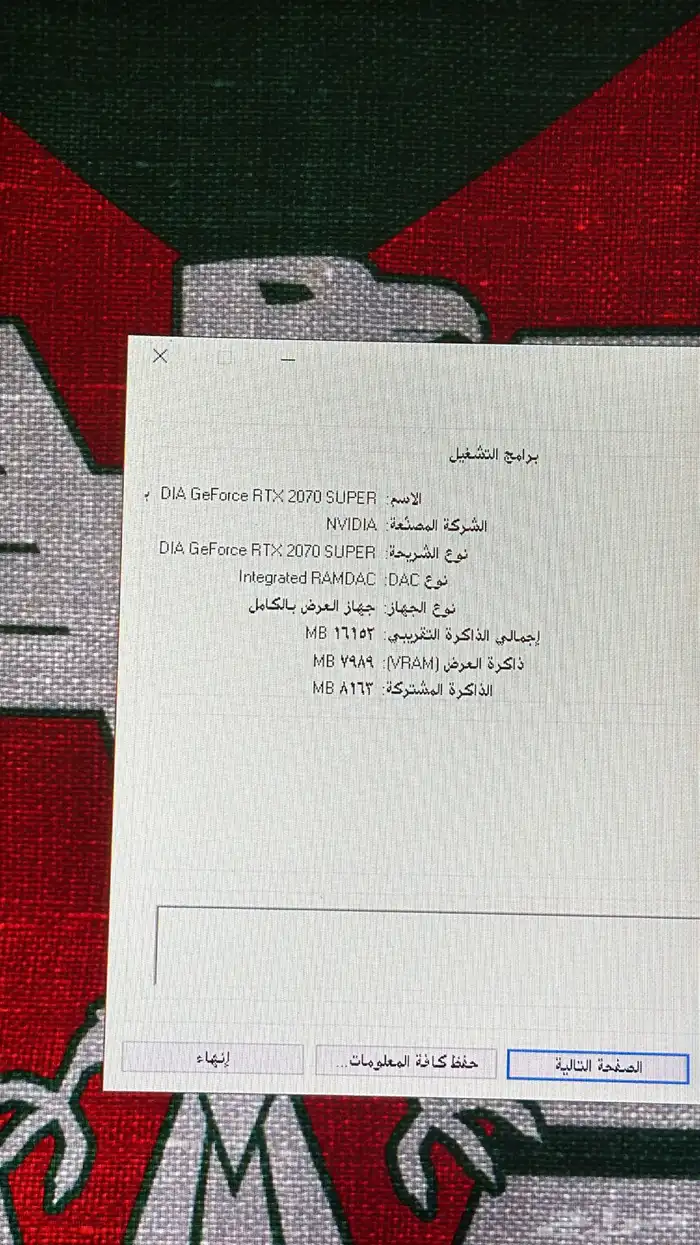 برامج التشغيل
الاسم: DIA GeForce RTX 2070 SUPER
الشركة المصنّعة: NVIDIA
نوع الشريحة: DIA GeForce RTX 2070 SUPER
نوع DAC: Integrated RAMDAC
نوع الجهاز: جهاز العرض بالكامل
إجمالي الذاكرة التقريبي: ١٦١٥٢ MB
ذاكرة العرض (VRAM): ٧٩٨٩ MB
الذاكرة المشتركة: ٨١٦٣ MB
الصفحة التالية
حفظ كافة المعلومات...
إنهاء